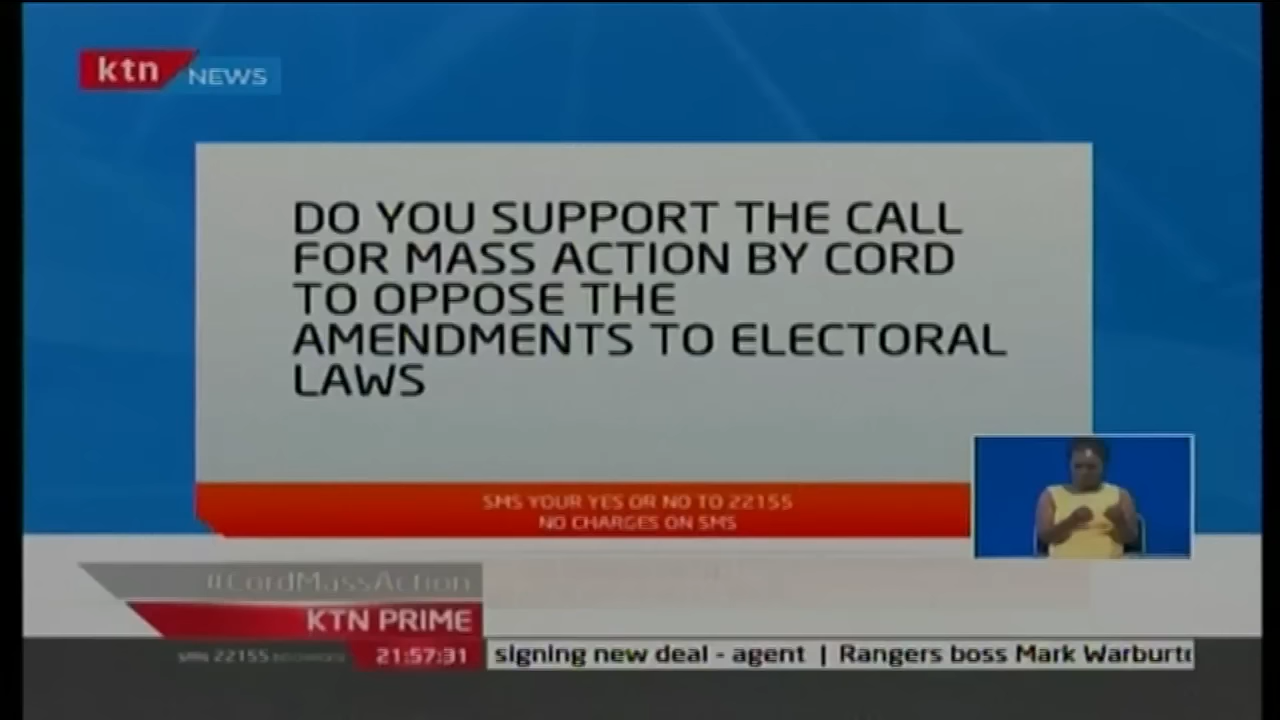 ktn NEWS
DO YOU SUPPORT THE CALL
FOR MASS ACTION BY CORD
TO OPPOSE THE
AMENDMENTS TO ELECTORAL
LAWS
SMS YOUR YES OR NO TO 22155
NO CHARGES ON SMS
#CordMassAction
KTN PRIME
sms 22155
21:57:31
signing new deal - agent | Rangers boss Mark Warburt